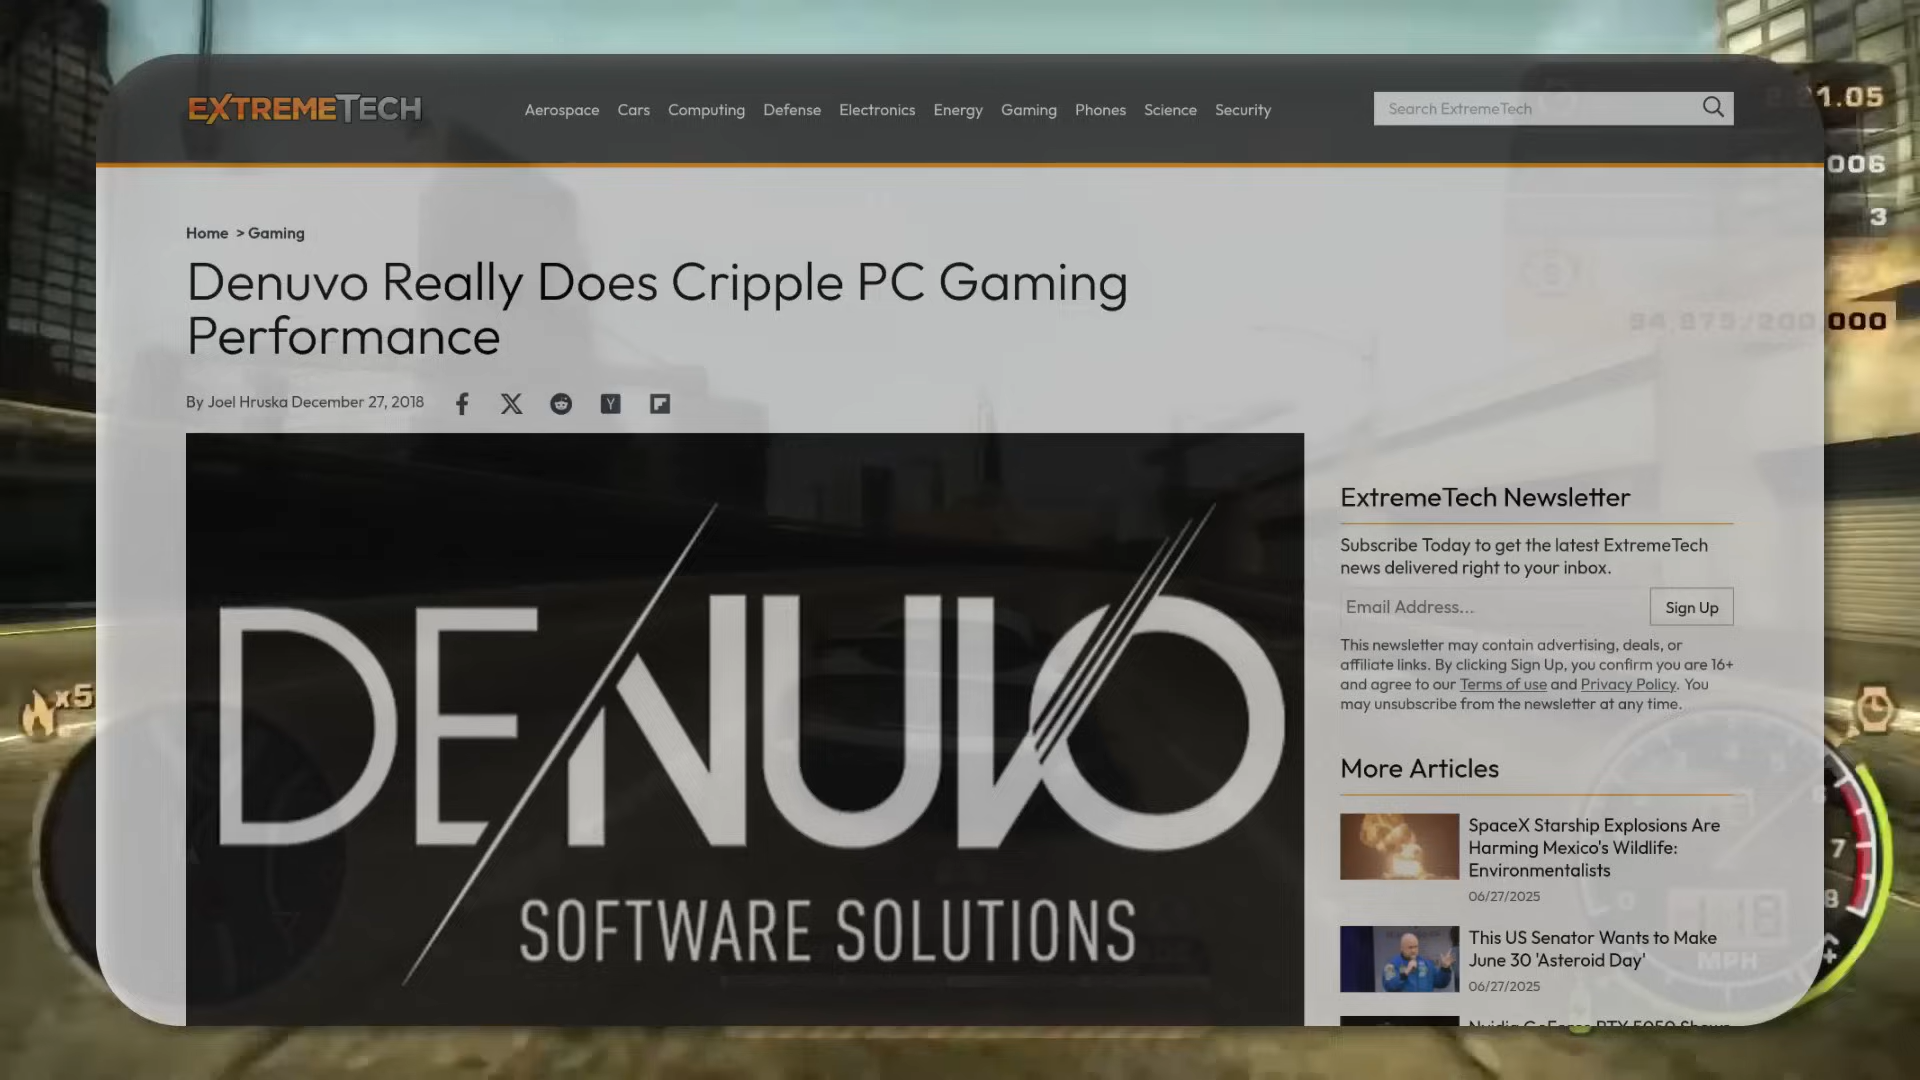 EXTREMETECH
Aerospace Cars Computing Defense Electronics Energy Gaming Phones Science Security
Search ExtremeTech
1.05
006
3
000
Home > Gaming
Denuvo Really Does Cripple PC Gaming
Performance
By Joel Hruska December 27, 2018
DENUVO
SOFTWARE SOLUTIONS
ExtremeTech Newsletter
Subscribe Today to get the latest ExtremeTech
news delivered right to your inbox.
Email Address...
Sign Up
This newsletter may contain advertising, deals, or
affiliate links. By clicking Sign Up, you confirm you are 16+
and agree to our Terms of use and Privacy Policy. You
may unsubscribe from the newsletter at any time.
x5
More Articles
SpaceX Starship Explosions Are
Harming Mexico's Wildlife:
Environmentalists
06/27/2025
This US Senator Wants to Make
June 30 'Asteroid Day'
06/27/2025
7
8
MPH